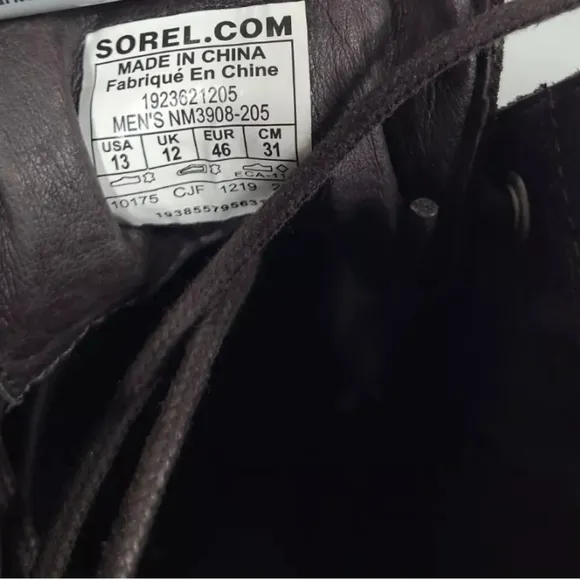 SOREL.COM
MADE IN CHINA
Fabriqué En Chine
1923621205
MEN'S NM3908-205
USA UK EUR CM
13 12 46 31
10175 CJF 1219